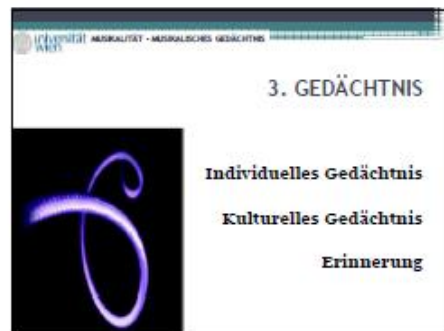 universität
wien
MUSIKALITÄT - MUSIKALISCHES GEDÄCHTNIS
3. GEDÄCHTNIS
Individuelles Gedächtnis
Kulturelles Gedächtnis
Erinnerung